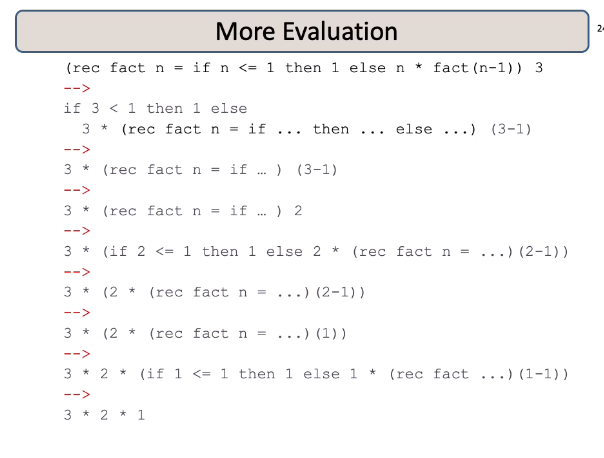 More Evaluation
24
(rec fact n = if n <= 1 then 1 else n * fact(n-1)) 3
-->
if 3 < 1 then 1 else
3 * (rec fact n = if ... then ... else ...) (3-1)
-->
3 * (rec fact n = if … ) (3-1)
-->
3 * (rec fact n = if … ) 2
-->
3 * (if 2 <= 1 then 1 else 2 * (rec fact n = ...)(2-1))
-->
3 * (2 * (rec fact n = ...)(2-1))
-->
3 * (2 * (rec fact n = ...)(1))
-->
3 * 2 * (if 1 <= 1 then 1 else 1 * (rec fact ...)(1-1))
-->
3 * 2 * 1